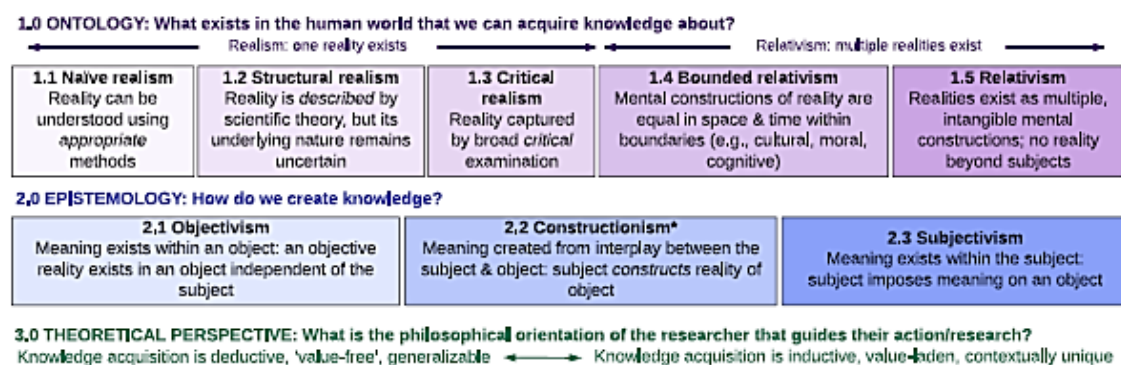 1.0 ONTOLOGY: What exists in the human world that we can acquire knowledge about?
Realism: one reality exists
Relativism: multiple realities exist
1.1 Naïve realism
Reality can be
understood using
appropriate
methods
1.2 Structural realism
Reality is described by
scientific theory, but its
underlying nature remains
uncertain
1.3 Critical
realism
Reality captured
by broad critical
examination
1.4 Bounded relativism
Mental constructions of reality are
equal in space & time within
boundaries (e.g., cultural, moral,
cognitive)
1.5 Relativism
Realities exist as multiple,
intangible mental
constructions; no reality
beyond subjects
2.0 EPISTEMOLOGY: How do we create knowledge?
2.1 Objectivism
Meaning exists within an object: an objective
reality exists in an object independent of the
subject
2.2 Constructionism*
Meaning created from interplay between the
subject & object: subject constructs reality of
object
2.3 Subjectivism
Meaning exists within the subject:
subject imposes meaning on an object
3.0 THEORETICAL PERSPECTIVE: What is the philosophical orientation of the researcher that guides their action/research?
Knowledge acquisition is deductive, 'value-free', generalizable
Knowledge acquisition is inductive, value-laden, contextually unique